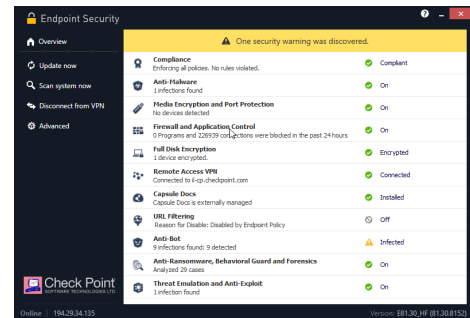 Endpoint Security
?
Overview
Update now
Scan system now
Disconnect from VPN
Advanced
One security warning was discovered.
Compliance
Enforcing all policies. No rules violated.
Compliant
Anti-Malware
1 infections found
On
Media Encryption and Port Protection
No devices detected
On
Firewall and Application Control
0 Programs and 226939 connections were blocked in the past 24 hours
On
Full Disk Encryption
1 device encrypted.
Encrypted
Remote Access VPN
Connected to il-cp.checkpoint.com
Connected
Capsule Docs
Capsule Docs is externally managed
Installed
URL Filtering
Reason for Disable: Disabled by Endpoint Policy
Off
Anti-Bot
9 infections found: 9 detected
Infected
Anti-Ransomware, Behavioral Guard and Forensics
Analyzed 29 cases
On
Threat Emulation and Anti-Exploit
1 infection found
On
Check Point
SOFTWARE TECHNOLOGIES LTD.
Online 194.29.34.135
Version: E81.30_HF (81.30.8152)